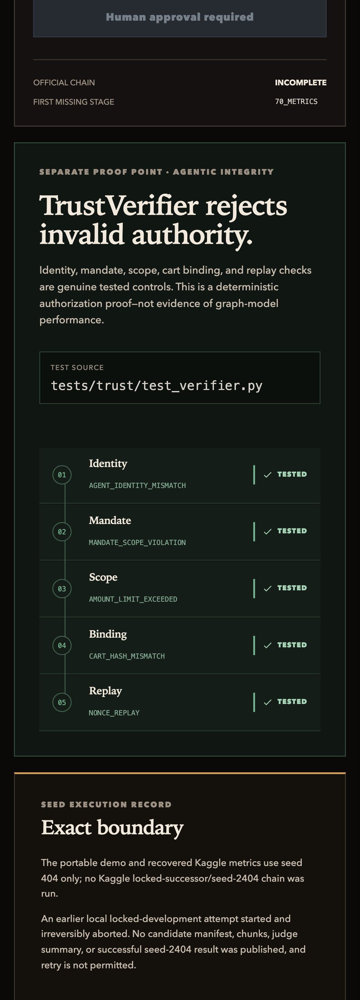 Human approval required
OFFICIAL CHAIN INCOMPLETE
FIRST MISSING STAGE 70_METRICS
SEPARATE PROOF POINT · AGENTIC INTEGRITY
TrustVerifier rejects
invalid authority.
Identity, mandate, scope, cart binding, and replay checks
are genuine tested controls. This is a deterministic
authorization proof—not evidence of graph-model
performance.
TEST SOURCE
tests/trust/test_verifier.py
01 Identity ✓ TESTED
AGENT_IDENTITY_MISMATCH
02 Mandate ✓ TESTED
MANDATE_SCOPE_VIOLATION
03 Scope ✓ TESTED
AMOUNT_LIMIT_EXCEEDED
04 Binding ✓ TESTED
CART_HASH_MISMATCH
05 Replay ✓ TESTED
NONCE_REPLAY
SEED EXECUTION RECORD
Exact boundary
The portable demo and recovered Kaggle metrics use seed
404 only; no Kaggle locked-successor/seed-2404 chain was
run.
An earlier local locked-development attempt started and
irreversibly aborted. No candidate manifest, chunks, judge
summary, or successful seed-2404 result was published, and
retry is not permitted.